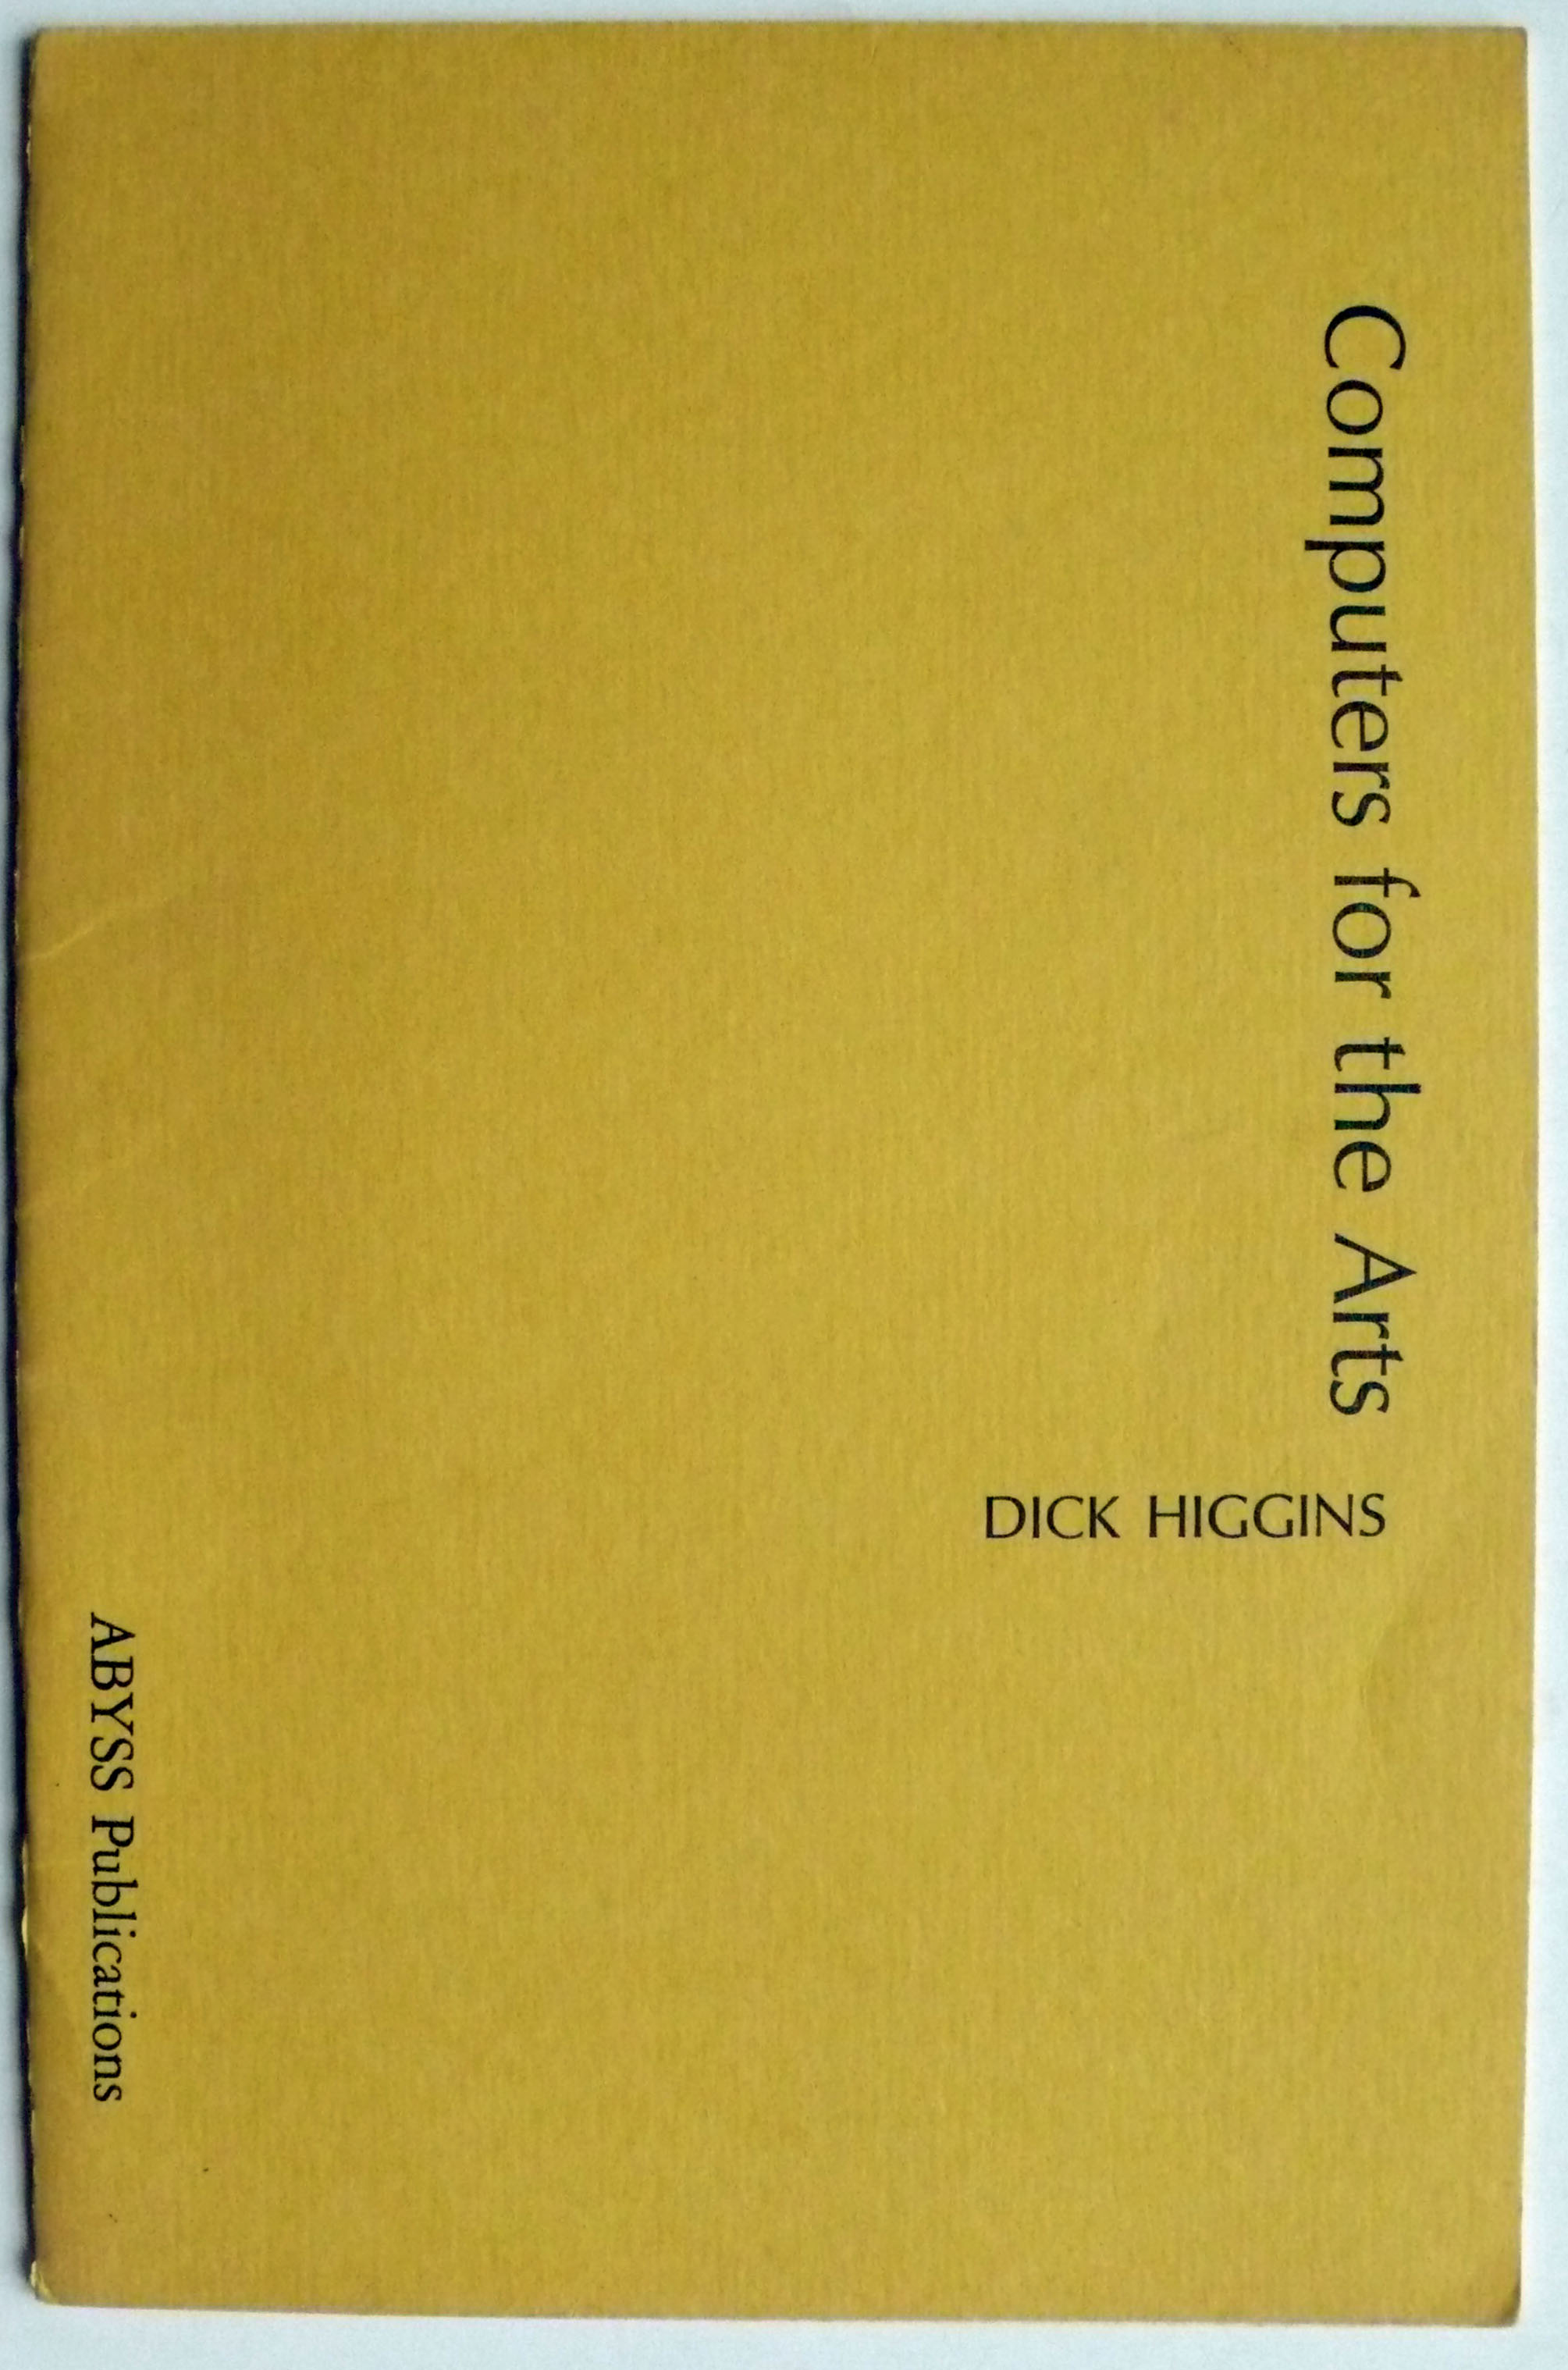 Computers for the Arts
DICK HIGGINS
ABYSS Publications